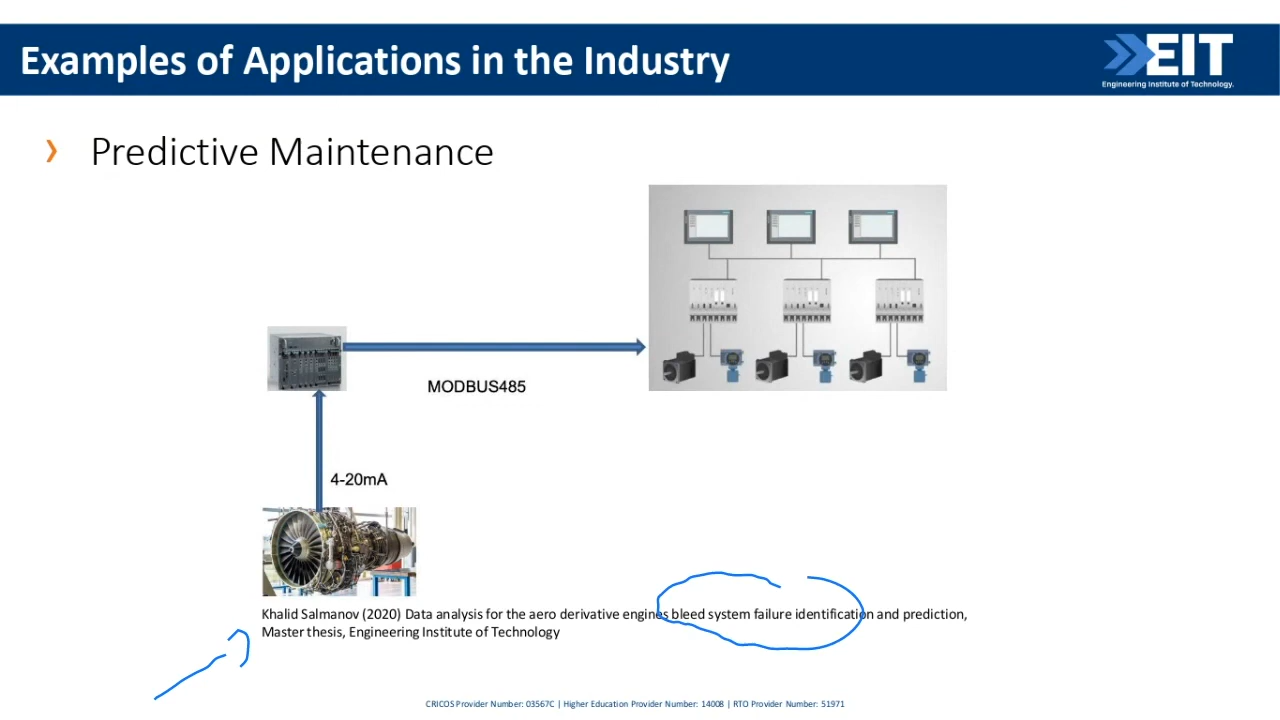 Examples of Applications in the Industry
EIT
Engineering Institute of Technology.
› Predictive Maintenance
MODBUS485
4-20mA
Khalid Salmanov (2020) Data analysis for the aero derivative engines bleed system failure identification and prediction,
Master thesis, Engineering Institute of Technology
CRICOS Provider Number: 03567C | Higher Education Provider Number: 14008 | RTO Provider Number: 51971